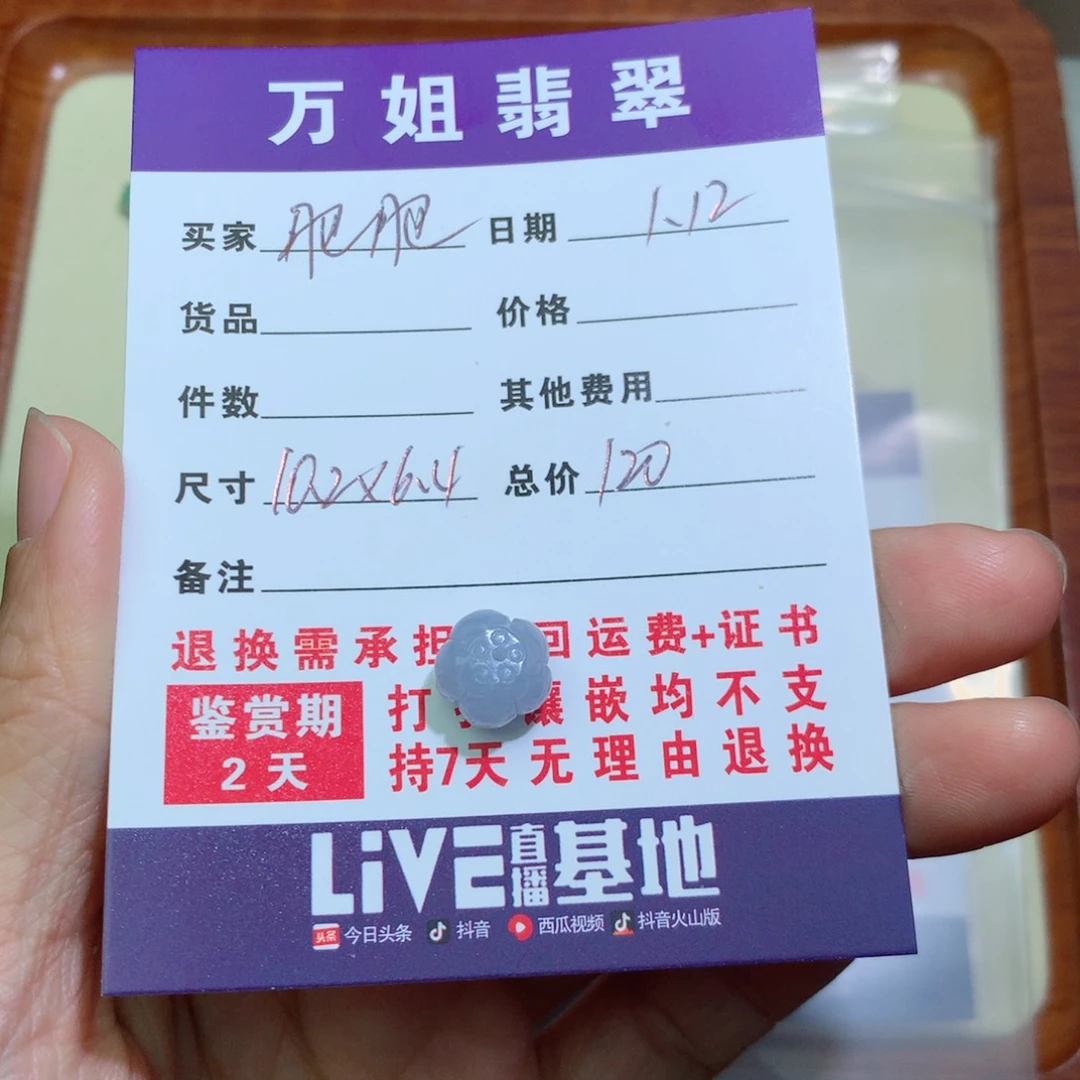 万姐翡翠
买家 肥肥 日期 1.12
货品 价格
件数 其他费用
尺寸 10.2x6.4 总价 120
备注
退换需承担 回运费+证书
鉴赏期 打 镶嵌均不支
2天 持7天无理由退换
LiVE直播基地
头条 今日头条 抖音 西瓜视频 抖音火山版